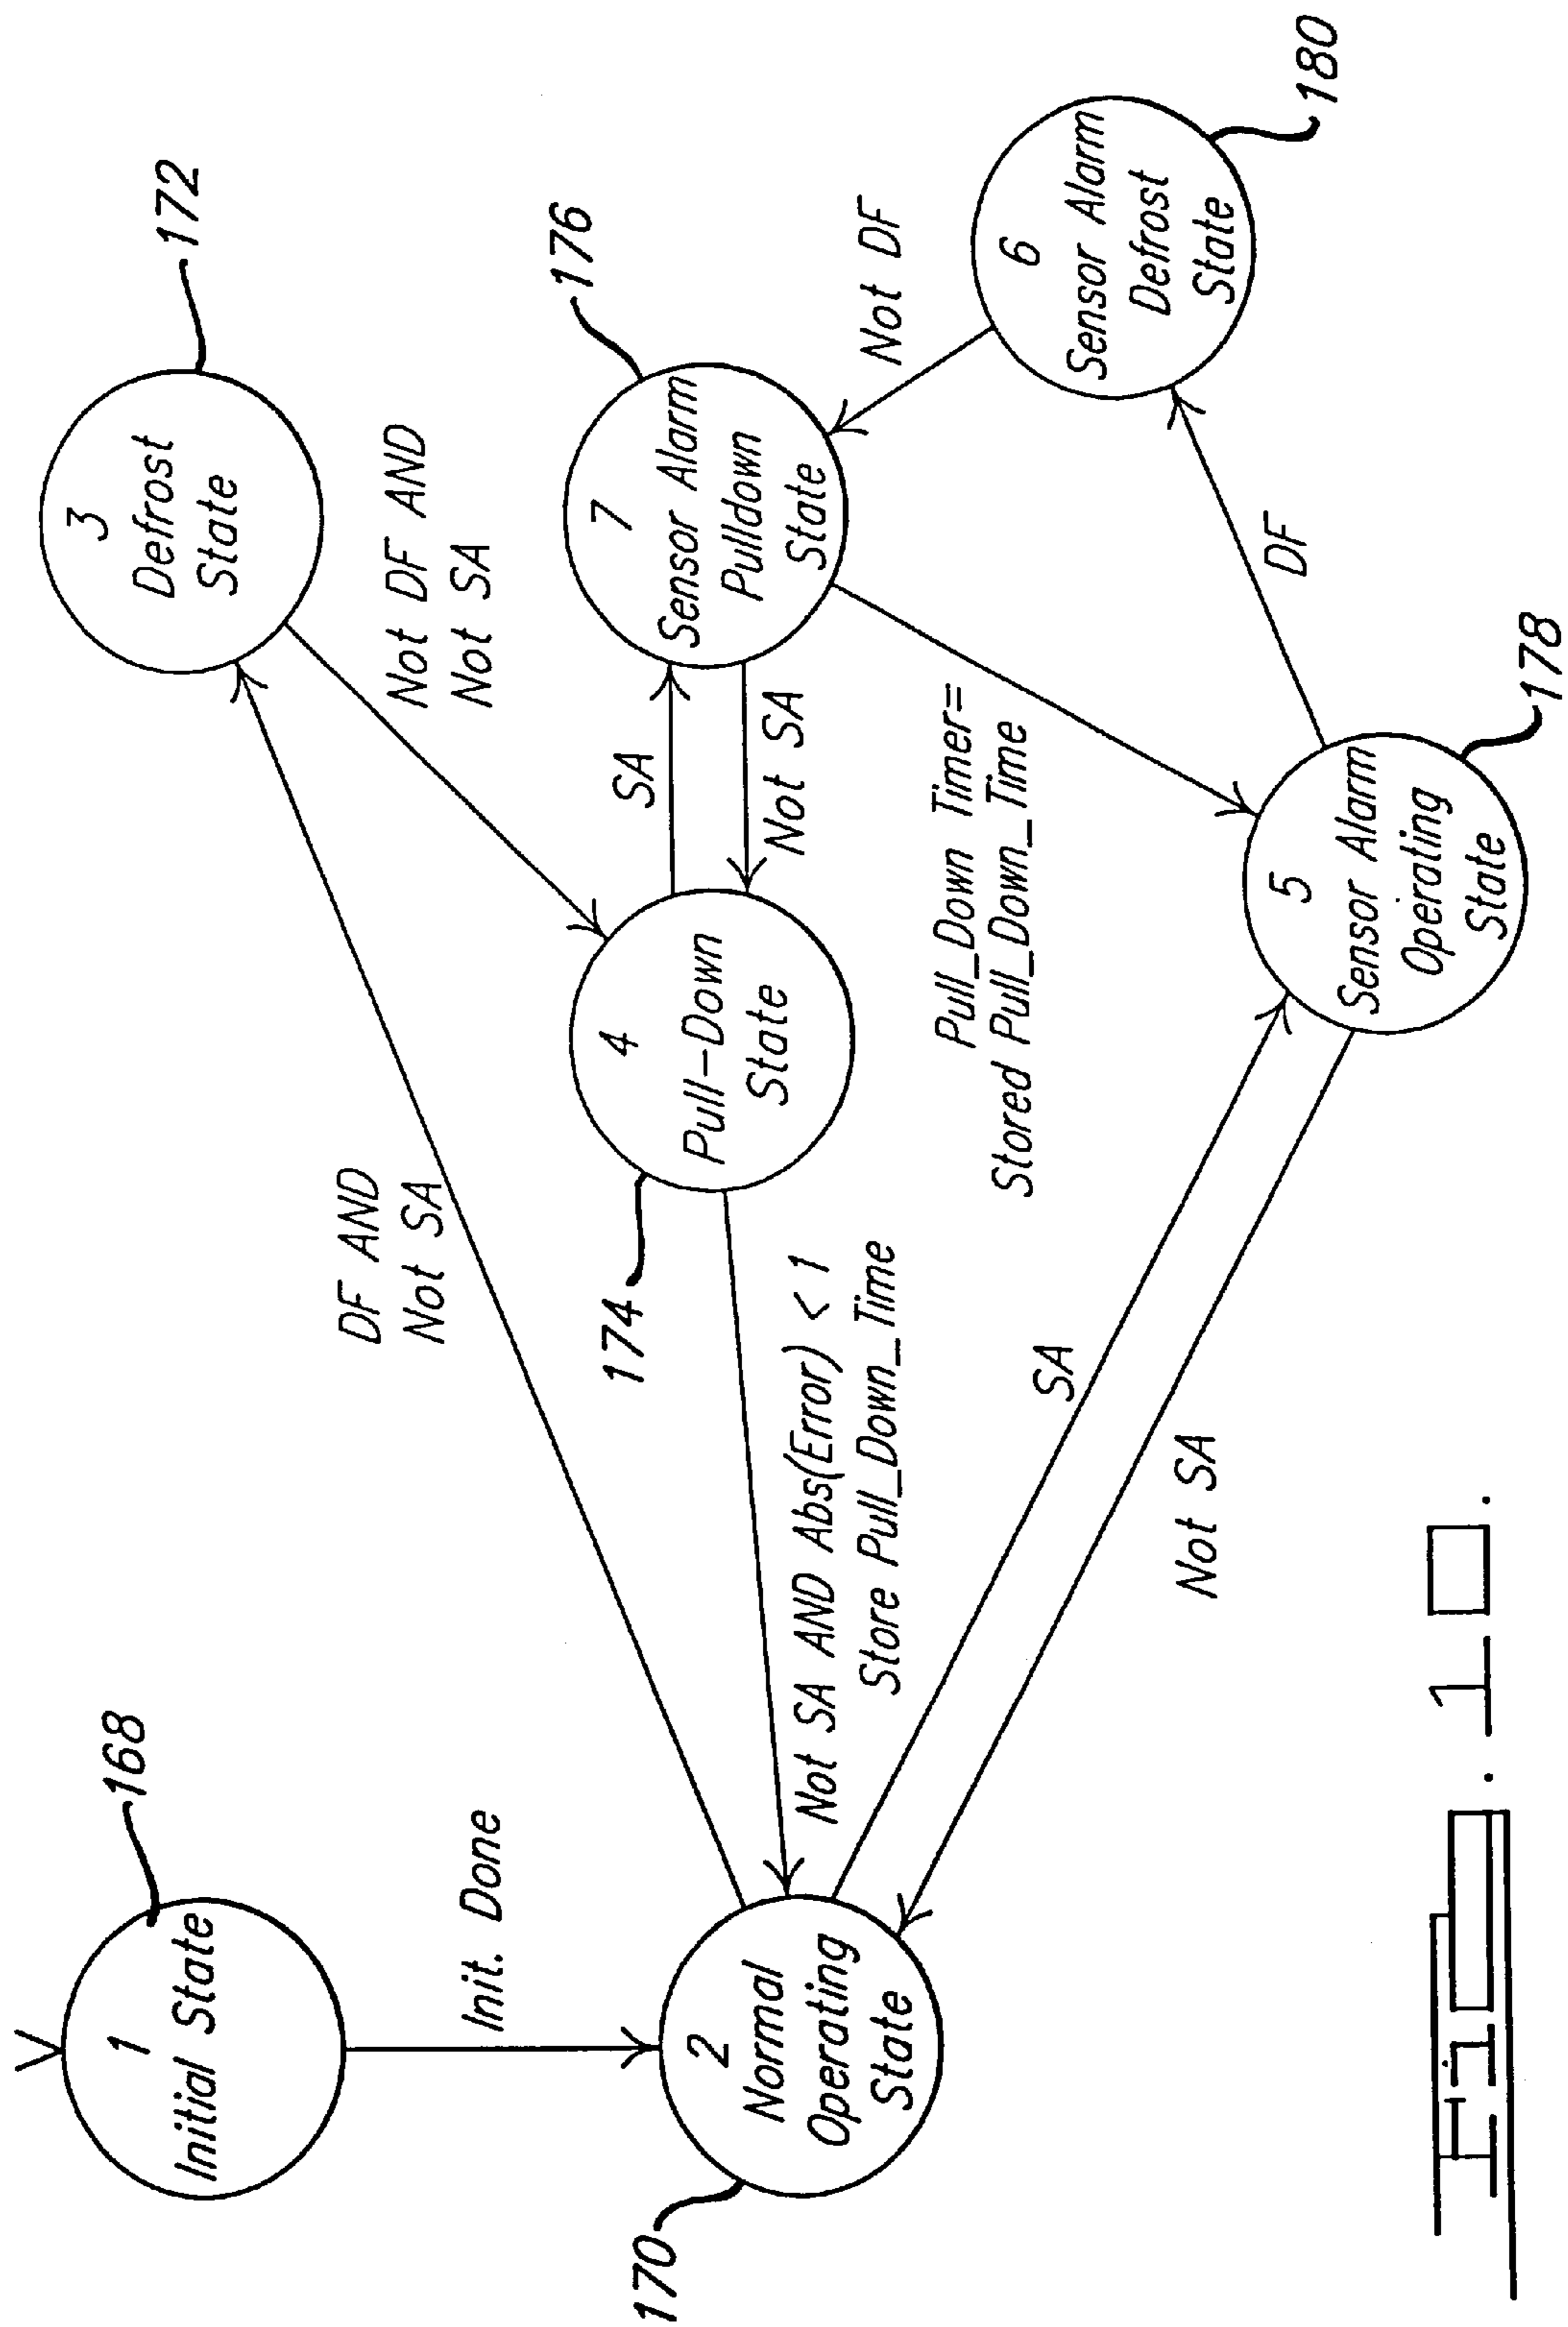 168
1
Initial State
Init. Done
170
2
Normal
Operating
State
DF AND
Not SA
172
3
Defrost
State
Not DF AND
Not SA
174
4
Pull-Down
State
SA
Not SA
176
7
Sensor Alarm
Pulldown
State
Not SA AND Abs(Error) < 1
Store Pull_Down_Time
Pull_Down Timer=
Stored Pull_Down_Time
Not DF
180
6
Sensor Alarm
Defrost
State
DF
SA
Not SA
178
5
Sensor Alarm
Operating
State